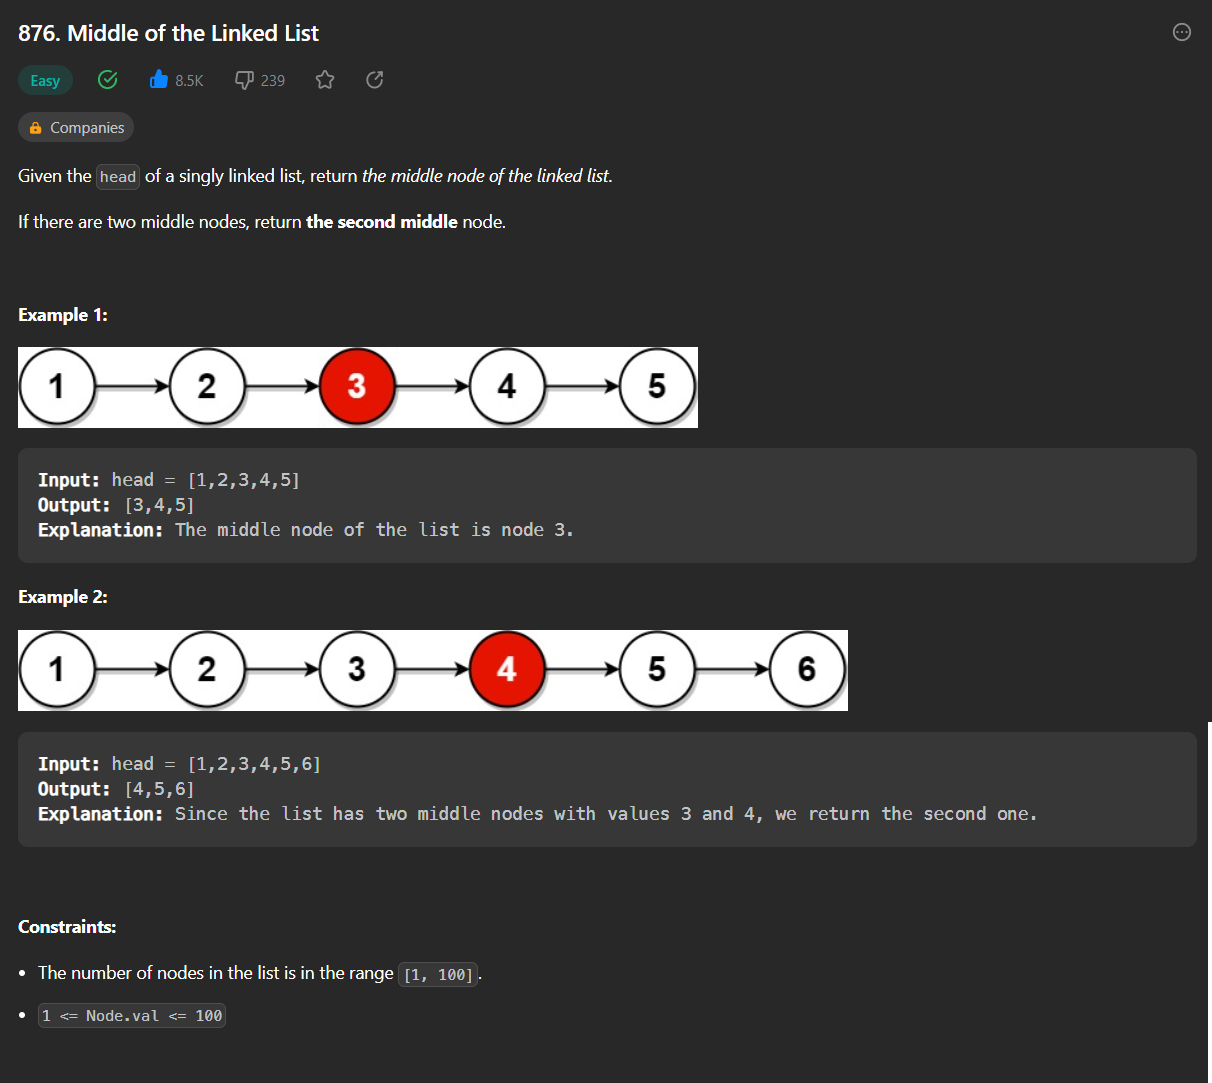 876. Middle of the Linked List
Easy 8.5K 239
Companies
Given the head of a singly linked list, return the middle node of the linked list.
If there are two middle nodes, return the second middle node.
Example 1:
1 2 3 4 5
Input: head = [1,2,3,4,5]
Output: [3,4,5]
Explanation: The middle node of the list is node 3.
Example 2:
1 2 3 4 5 6
Input: head = [1,2,3,4,5,6]
Output: [4,5,6]
Explanation: Since the list has two middle nodes with values 3 and 4, we return the second one.
Constraints:
• The number of nodes in the list is in the range [1, 100].
• 1 <= Node.val <= 100